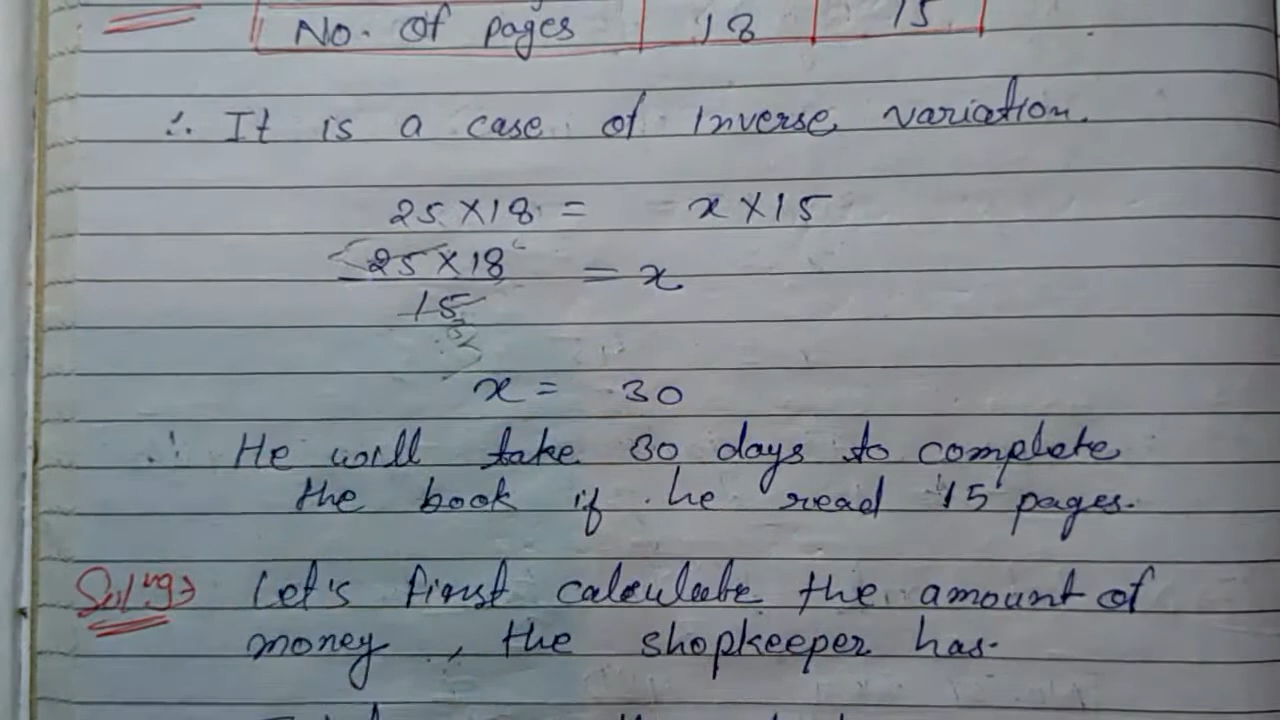 No. Of pages 18 15
∴ It is a case of Inverse variation.
25 × 18 = x × 15
25 × 18 6 = x
15
x = 30
∴ He will take 30 days to complete
the book if he read 15 pages.
Let's first calculate the amount of
money, the shopkeeper has.